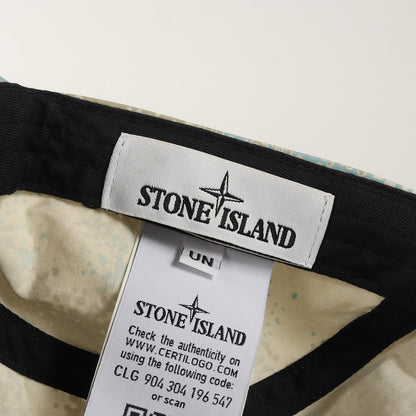 STONE ISLAND
UN
STONE ISLAND
Check the authenticity on
WWW.CERTILOGO.COM
using the following code:
CLG 904 304 196 547
or scan